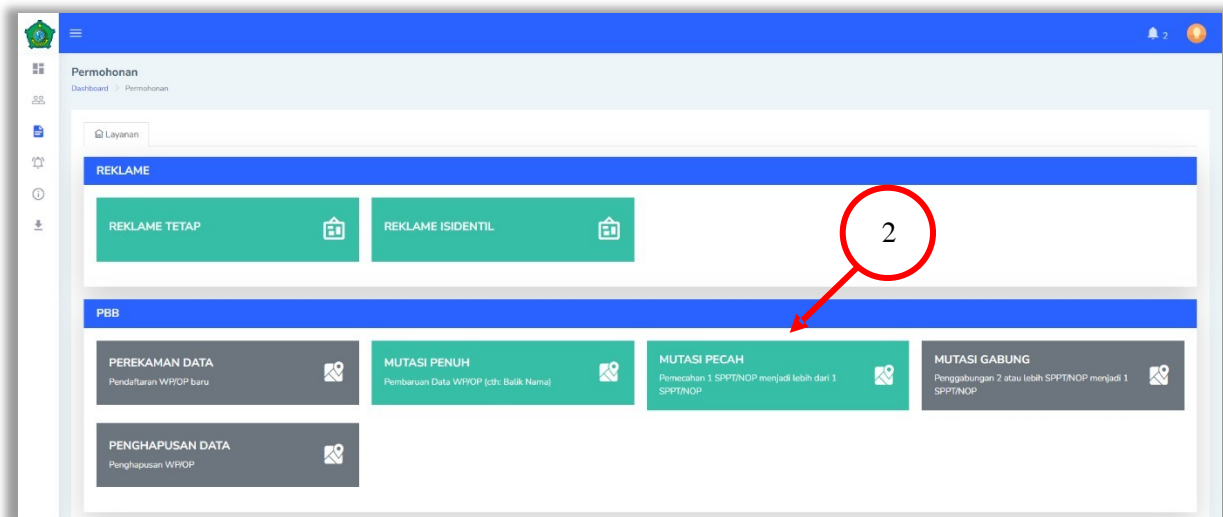 2
Permohonan
Dashboard > Permohonan
Layanan
REKLAME
REKLAME TETAP
REKLAME ISIDENTIL
2
PBB
PEREKAMAN DATA
Pendaftaran WP/OP baru
MUTASI PENUH
Pembaruan Data WP/OP (cth: Balik Nama)
MUTASI PECAH
Pemecahan 1 SPPT/NOP menjadi lebih dari 1
SPPT/NOP
MUTASI GABUNG
Penggabungan 2 atau lebih SPPT/NOP menjadi 1
SPPT/NOP
PENGHAPUSAN DATA
Penghapusan WP/OP